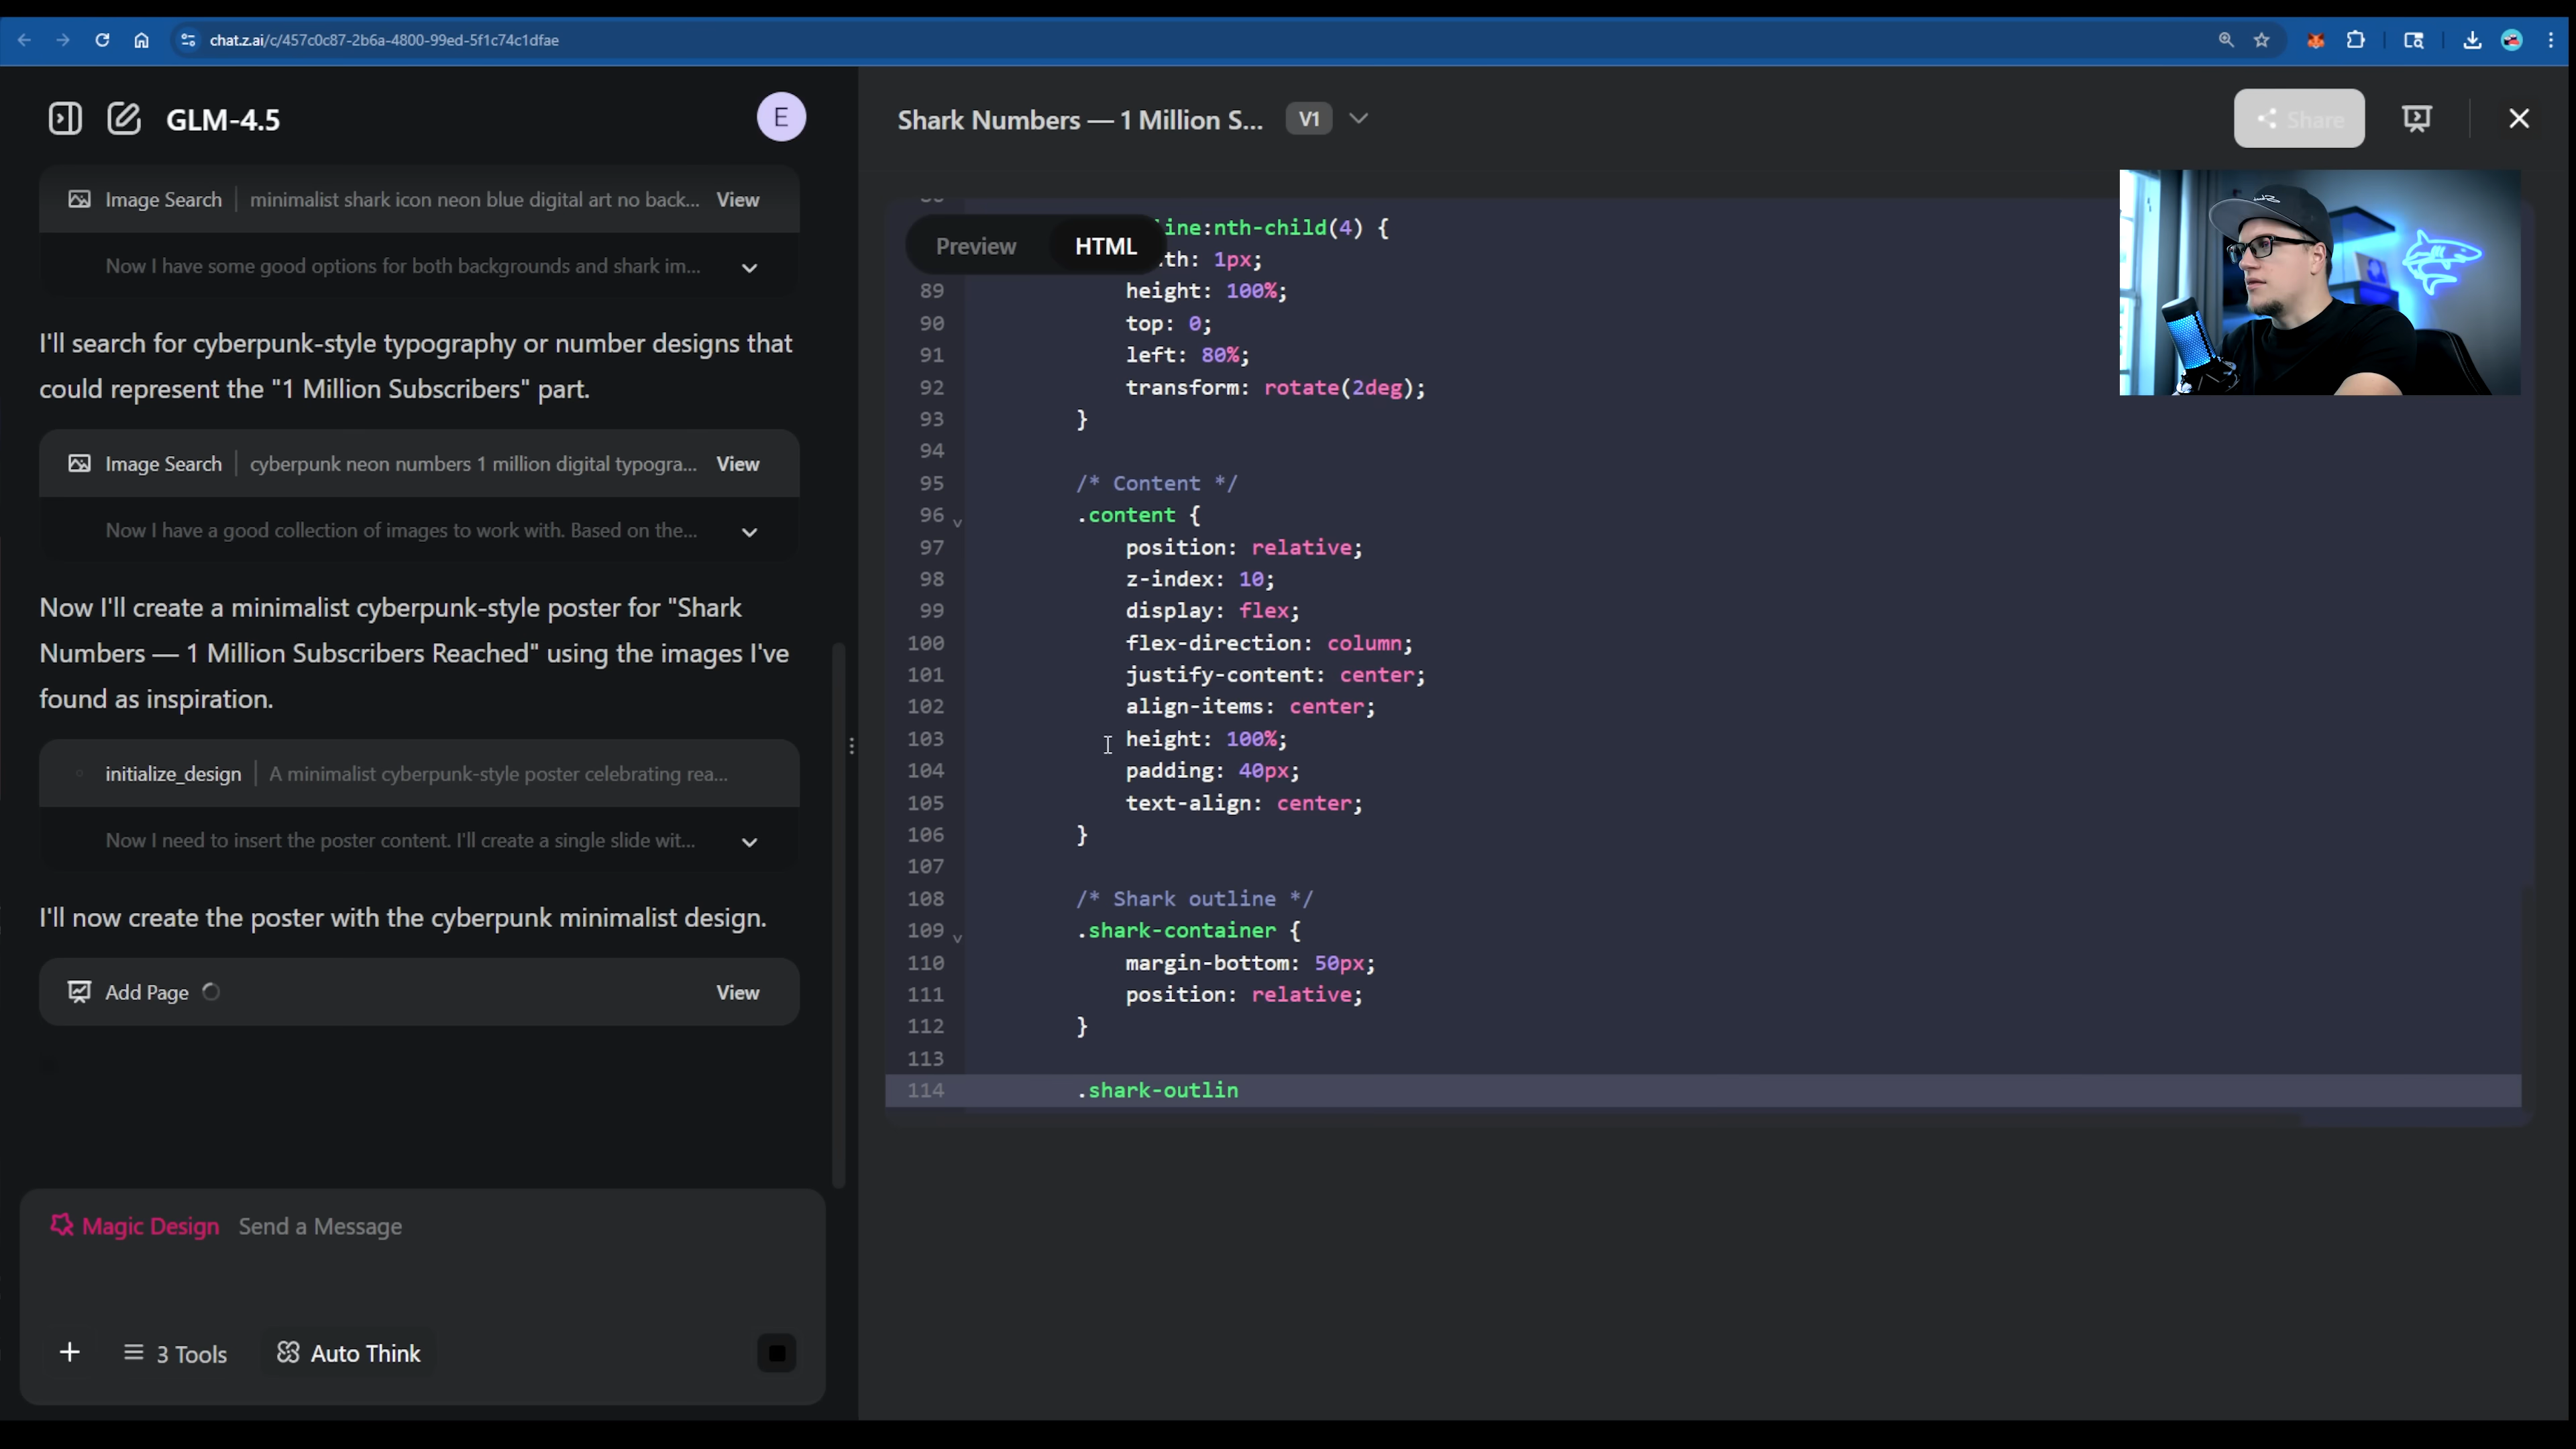 chat.z.ai/c/457c0c87-2b6a-4800-99ed-5f1c74c1dfae
GLM-4.5
E
Image Search | minimalist shark icon neon blue digital art no back... View
Now I have some good options for both backgrounds and shark im...
I'll search for cyberpunk-style typography or number designs that
could represent the "1 Million Subscribers" part.
Image Search | cyberpunk neon numbers 1 million digital typogra... View
Now I have a good collection of images to work with. Based on the...
Now I'll create a minimalist cyberpunk-style poster for "Shark
Numbers — 1 Million Subscribers Reached" using the images I've
found as inspiration.
initialize_design | A minimalist cyberpunk-style poster celebrating rea...
Now I need to insert the poster content. I'll create a single slide wit...
I'll now create the poster with the cyberpunk minimalist design.
Add Page View
Magic Design Send a Message
3 Tools Auto Think
Shark Numbers — 1 Million S... V1
Share
Preview HTML
ine:nth-child(4) {
th: 1px;
89 height: 100%;
90 top: 0;
91 left: 80%;
92 transform: rotate(2deg);
93 }
94
95 /* Content */
96 .content {
97 position: relative;
98 z-index: 10;
99 display: flex;
100 flex-direction: column;
101 justify-content: center;
102 align-items: center;
103 height: 100%;
104 padding: 40px;
105 text-align: center;
106 }
107
108 /* Shark outline */
109 .shark-container {
110 margin-bottom: 50px;
111 position: relative;
112 }
113
114 .shark-outlin